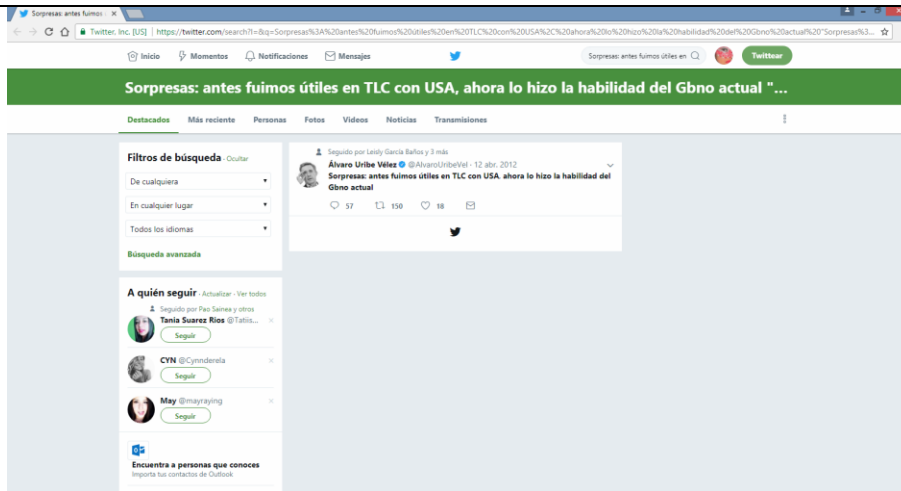 Sorpresas: antes fuimos
Twitter, Inc. [US] | https://twitter.com/search?l=&q=Sorpresas%3A%20antes%20fuimos%20útiles%20en%20TLC%20con%20USA%2C%20ahora%20lo%20hizo%20la%20habilidad%20del%20Gbno%20actual%20"Sorpresas%3...
Inicio Momentos Notificaciones Mensajes Sorpresas: antes fuimos útiles en Twittear
Sorpresas: antes fuimos útiles en TLC con USA, ahora lo hizo la habilidad del Gbno actual "...
Destacados Más reciente Personas Fotos Videos Noticias Transmisiones
Filtros de búsqueda · Ocultar
De cualquiera
En cualquier lugar
Todos los idiomas
Búsqueda avanzada
Seguido por Leisly García Baños y 3 más
Álvaro Uribe Vélez @AlvaroUribeVel · 12 abr. 2012
Sorpresas: antes fuimos útiles en TLC con USA, ahora lo hizo la habilidad del
Gbno actual
57 150 18
A quién seguir · Actualizar · Ver todos
Seguido por Pao Sainea y otros
Tania Suarez Rios @Tatiis...
Seguir
CYN @Cynnderela
Seguir
May @mayraying
Seguir
Encuentra a personas que conoces
Importa tus contactos de Outlook